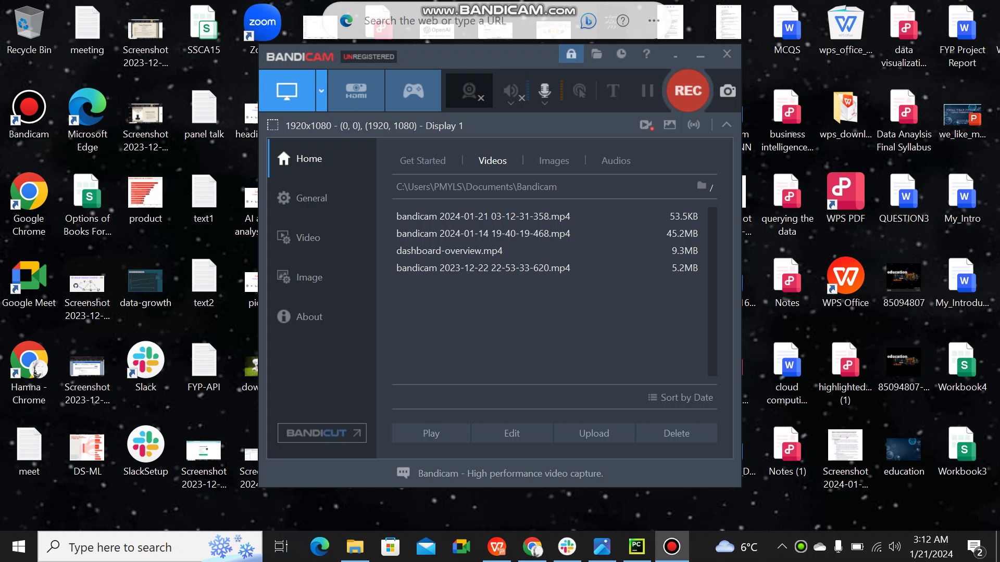 www.BANDICAM.com
Search the web or type a URL
Recycle Bin
meeting
Screenshot
2023-12-...
SSCA15
zoom
MCQS
wps_office_...
data
visualizati...
FYP Project
Report
BANDICAM UNREGISTERED
HDMI
REC
1920x1080 - (0, 0), (1920, 1080) - Display 1
Bandicam
Microsoft
Edge
Screenshot
2023-12-...
panel talk
business
intelligence...
wps_downl...
Data Anaylsis
Final Syllabus
we_like_m...
Home
General
Video
Image
About
BANDICUT
Get Started
Videos
Images
Audios
C:\Users\PMYLS\Documents\Bandicam
bandicam 2024-01-21 03-12-31-358.mp4 53.5KB
bandicam 2024-01-14 19-40-19-468.mp4 45.2MB
dashboard-overview.mp4 9.3MB
bandicam 2023-12-22 22-53-33-620.mp4 5.2MB
Sort by Date
Play
Edit
Upload
Delete
Bandicam - High performance video capture.
Google
Chrome
Options of
Books For...
product
text1
querying the
data
WPS PDF
QUESTION3
My_Intro
Google Meet
Screenshot
2023-12-...
data-growth
text2
Notes
WPS Office
85094807
My_Introdu...
Hamna -
Chrome
Screenshot
2023-12-...
Slack
FYP-API
cloud
computi...
highlighted...
(1)
85094807-...
Workbook4
meet
DS-ML
SlackSetup
Screenshot
2023-12-...
Notes (1)
Screenshot
2024-01-...
education
Workbook3
Type here to search
6°C
3:12 AM
1/21/2024
2